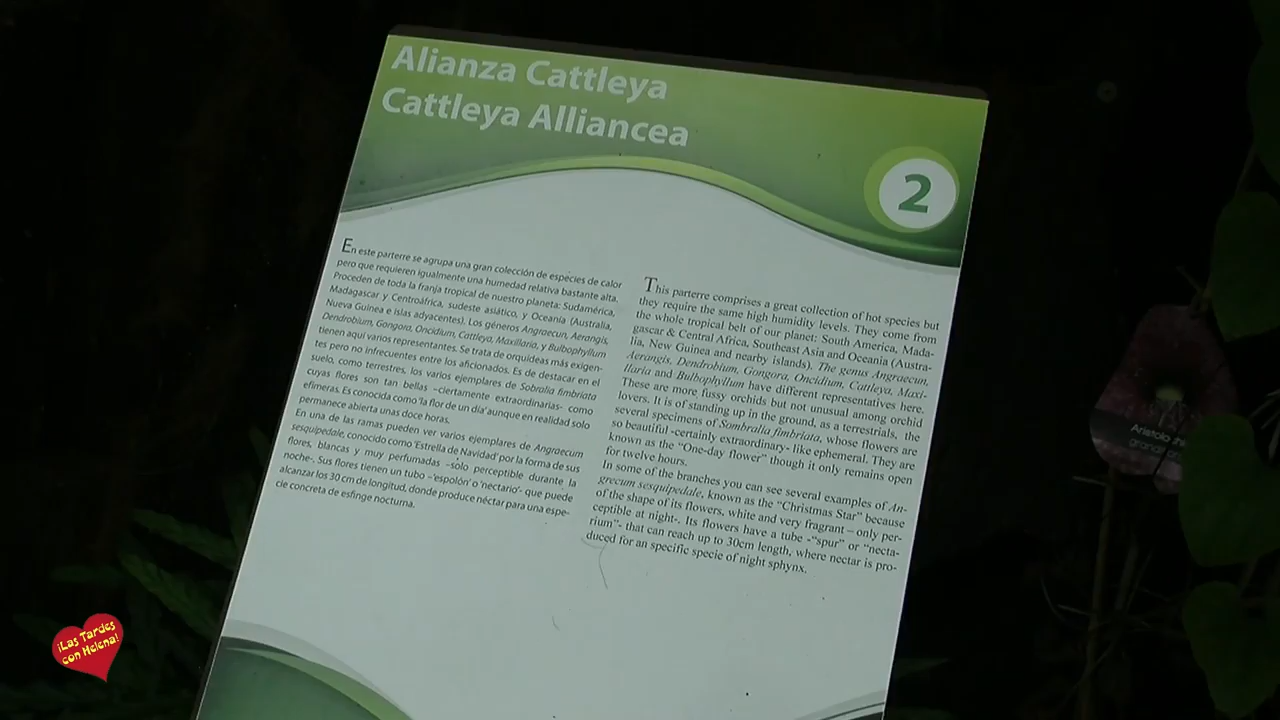 Alianza Cattleya
Cattleya Alliancea
2
En este parterre se agrupa una gran colección de especies de calor
pero que requieren igualmente una humedad relativa bastante alta.
Proceden de toda la franja tropical de nuestro planeta: Sudamérica,
Madagascar y Centroáfrica, sudeste asiático, y Oceanía (Australia,
Nueva Guinea e islas adyacentes). Los géneros Angraecun, Aerangis,
Dendrobium, Gongora, Oncidium, Cattleya, Maxilaria, y Bulbophyllum
tienen aquí varios representantes. Se trata de orquídeas más exigen-
tes pero no infrecuentes entre los aficionados. Es de destacar en el
suelo, como terrestres, los varios ejemplares de Sobralia fimbriata
cuyas flores son tan bellas –ciertamente extraordinarias– como
efímeras. Es conocida como 'la flor de un día' aunque en realidad solo
permanece abierta unas doce horas.
En una de las ramas pueden ver varios ejemplares de Angraecum
sesquipedale, conocido como 'Estrella de Navidad' por la forma de sus
flores, blancas y muy perfumadas –sólo perceptible durante la
noche-. Sus flores tienen un tubo –'espolón' o 'nectario'- que puede
alcanzar los 30 cm de longitud, donde produce néctar para una espe-
cie concreta de esfinge nocturna.
This parterre comprises a great collection of hot species but
they require the same high humidity levels. They come from
the whole tropical belt of our planet: South America, Mada-
gascar & Central Africa, Southeast Asia and Oceania (Austra-
lia, New Guinea and nearby islands). The genus Angraecun,
Aerangis, Dendrobium, Gongora, Oncidium, Cattleya, Maxi-
llaria and Bulbophyllum have different representatives here.
These are more fussy orchids but not unusual among orchid
lovers. It is of standing up in the ground, as a terrestrials, the
several specimens of Sombralia fimbriata, whose flowers are
so beautiful -certainly extraordinary- like ephemeral. They are
known as the “One-day flower” though it only remains open
for twelve hours.
In some of the branches you can see several examples of An-
grecum sesquipedale, known as the “Christmas Star” because
of the shape of its flowers, white and very fragrant – only per-
ceptible at night-. Its flowers have a tube -“spur” or “necta-
rium”- that can reach up to 30cm length, where nectar is pro-
duced for an specific specie of night sphynx.
¡Las Tardes
con Helena!